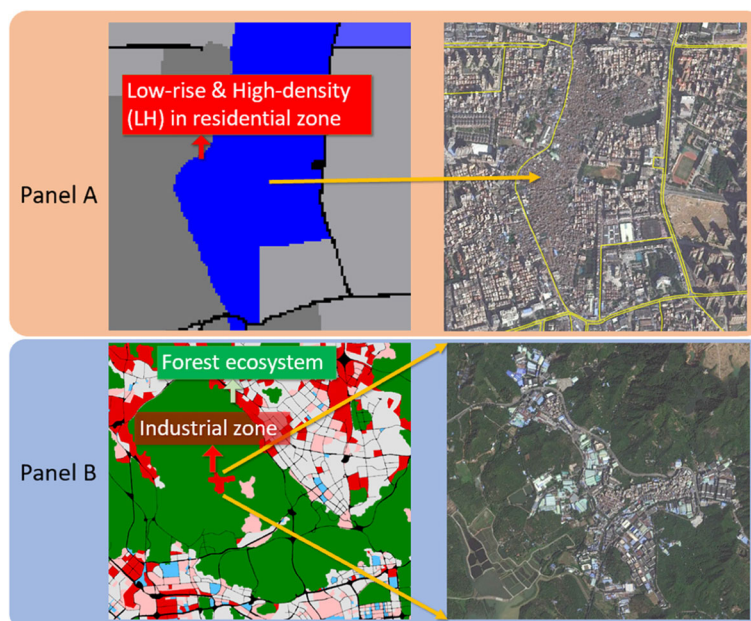 Low-rise & High-density
(LH) in residential zone
Panel A
Forest ecosystem
Industrial zone
Panel B